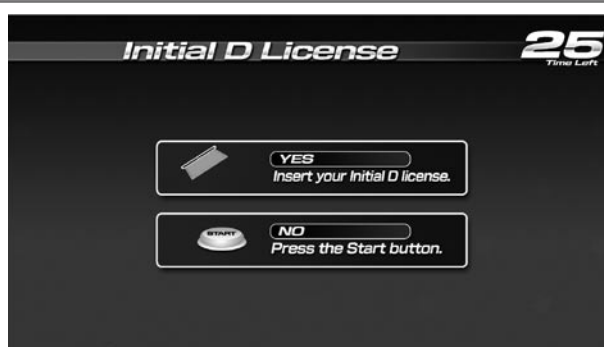 Initial D License
25
Time Left
YES
Insert your Initial D license.
START
NO
Press the Start button.